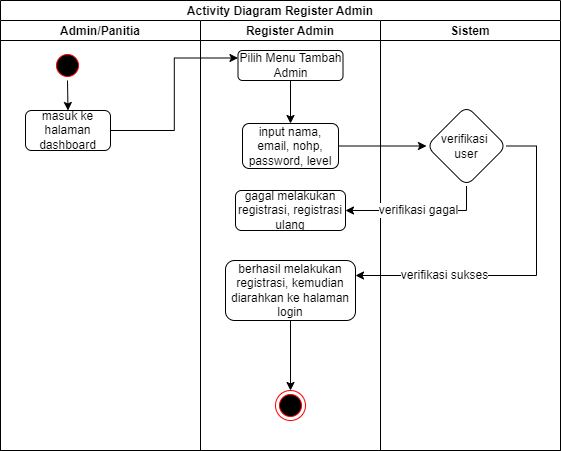 Activity Diagram Register Admin
Admin/Panitia
Register Admin
Sistem
masuk ke
halaman
dashboard
Pilih Menu Tambah
Admin
input nama,
email, nohp,
password, level
verifikasi
user
gagal melakukan
registrasi, registrasi
ulang
verifikasi gagal
berhasil melakukan
registrasi, kemudian
diarahkan ke halaman
login
verifikasi sukses